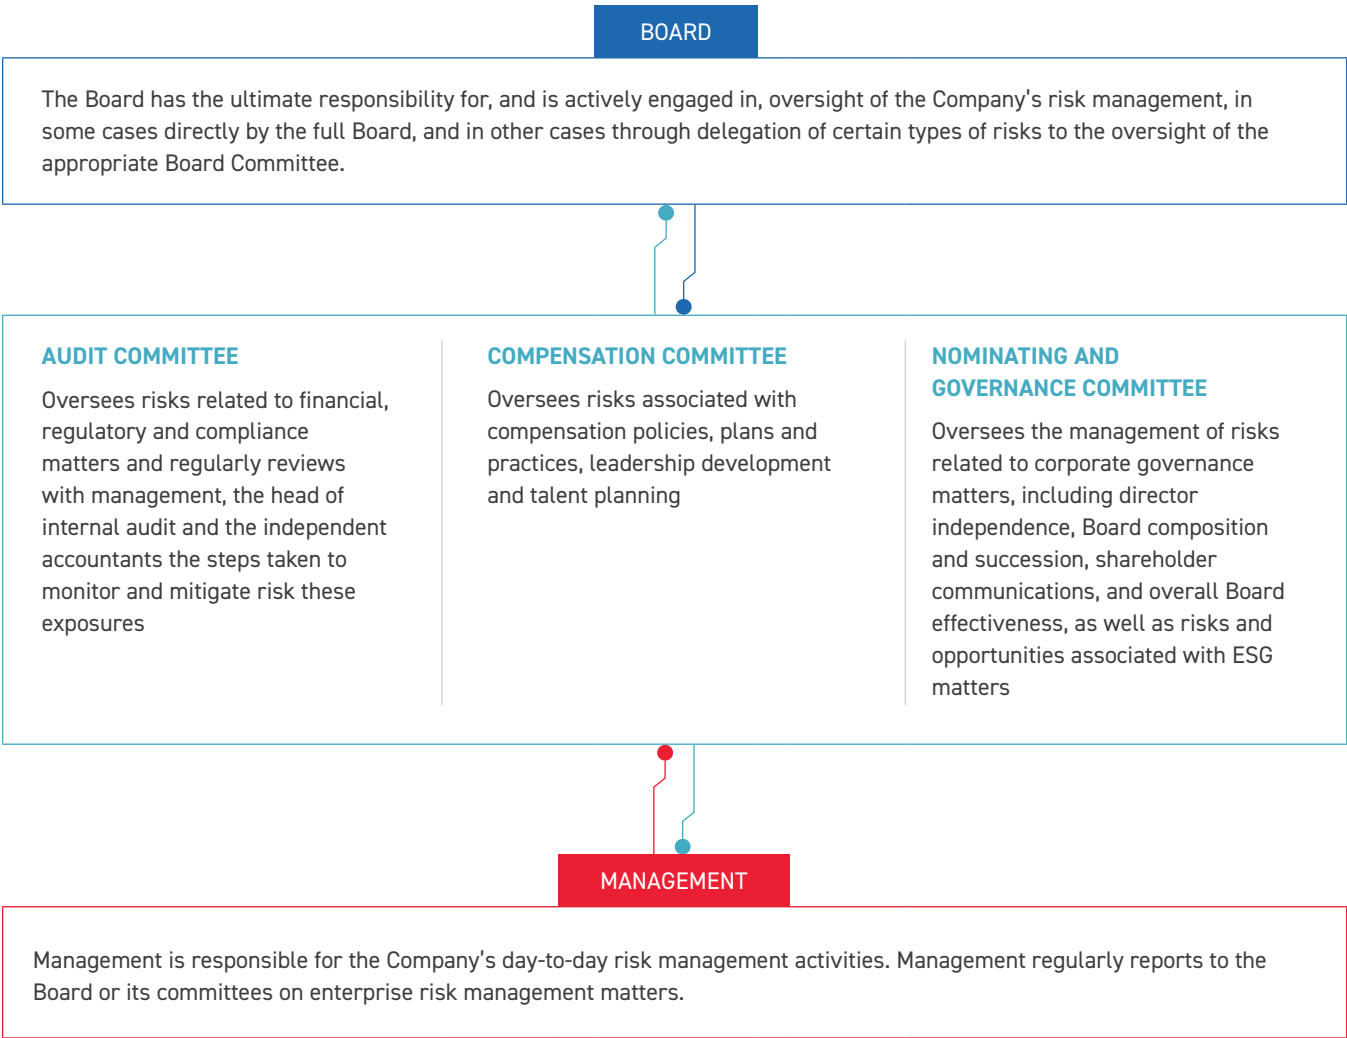 BOARD
The Board has the ultimate responsibility for, and is actively engaged in, oversight of the Company's risk management, in
some cases directly by the full Board, and in other cases through delegation of certain types of risks to the oversight of the
appropriate Board Committee.
AUDIT COMMITTEE
Oversees risks related to financial,
regulatory and compliance
matters and regularly reviews
with management, the head of
internal audit and the independent
accountants the steps taken to
monitor and mitigate risk these
exposures
COMPENSATION COMMITTEE
Oversees risks associated with
compensation policies, plans and
practices, leadership development
and talent planning
NOMINATING AND
GOVERNANCE COMMITTEE
Oversees the management of risks
related to corporate governance
matters, including director
independence, Board composition
and succession, shareholder
communications, and overall Board
effectiveness, as well as risks and
opportunities associated with ESG
matters
MANAGEMENT
Management is responsible for the Company's day-to-day risk management activities. Management regularly reports to the
Board or its committees on enterprise risk management matters.